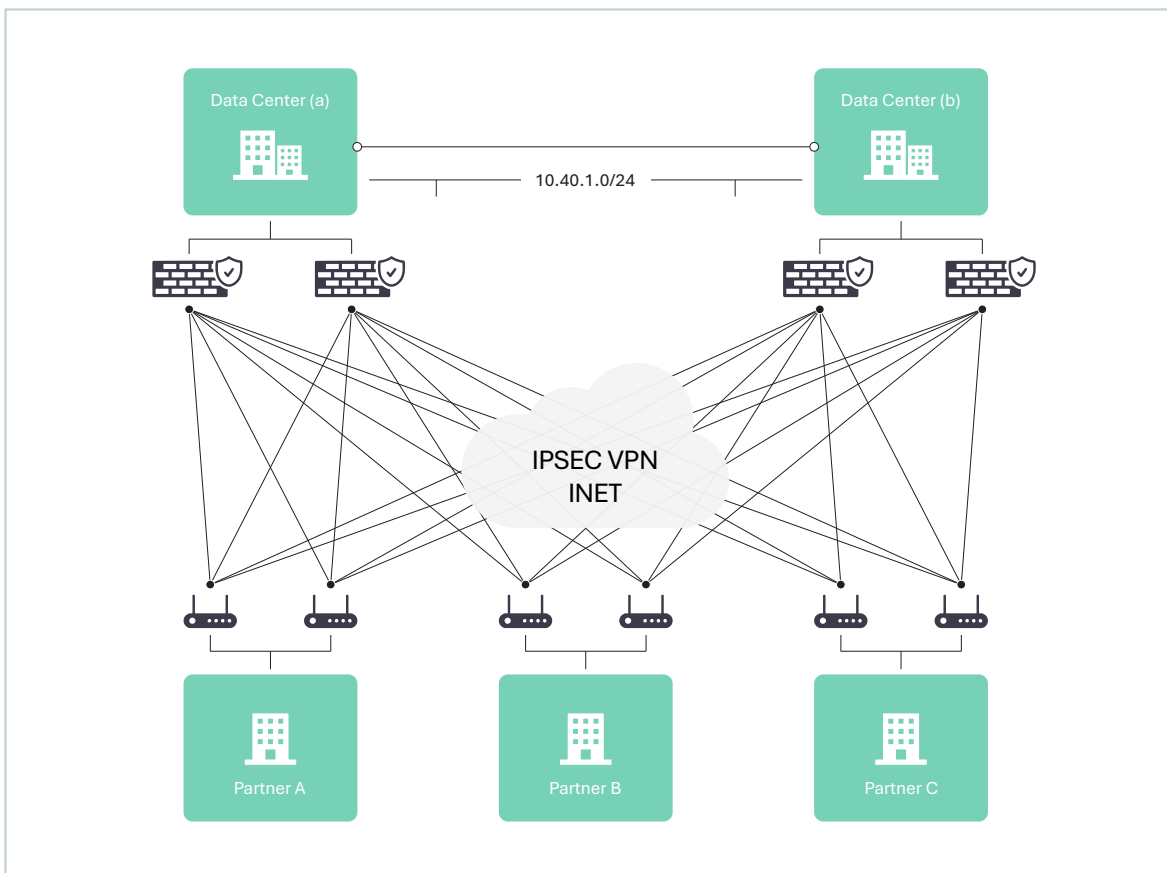 Data Center (a)
Data Center (b)
10.40.1.0/24
IPSEC VPN
INET
Partner A
Partner B
Partner C